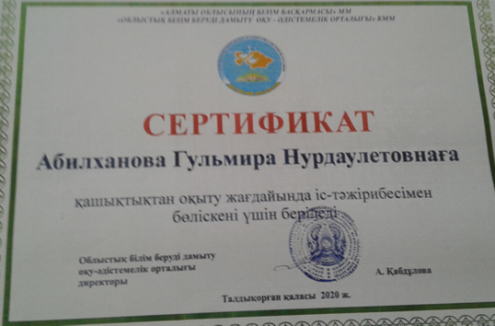 «АЛМАТЫ ОБЛЫСЫНЫҢ БІЛІМ БАСҚАРМАСЫ» ММ
«ОБЛЫСТЫҚ БІЛІМ БЕРУДІ ДАМЫТУ ОҚУ - ӘДІСТЕМЕЛІК ОРТАЛЫҒЫ» КММ
СЕРТИФИКАТ
Абилханова Гульмира Нурдаулетовнаға
қашықтықтан оқыту жағдайында іс-тәжірибесімен
бөліскені үшін беріледі
Облыстық білім беруді дамыту
оқу-әдістемелік орталығы
директоры
А. Қабдұлова
Талдықорған қаласы 2020 ж.